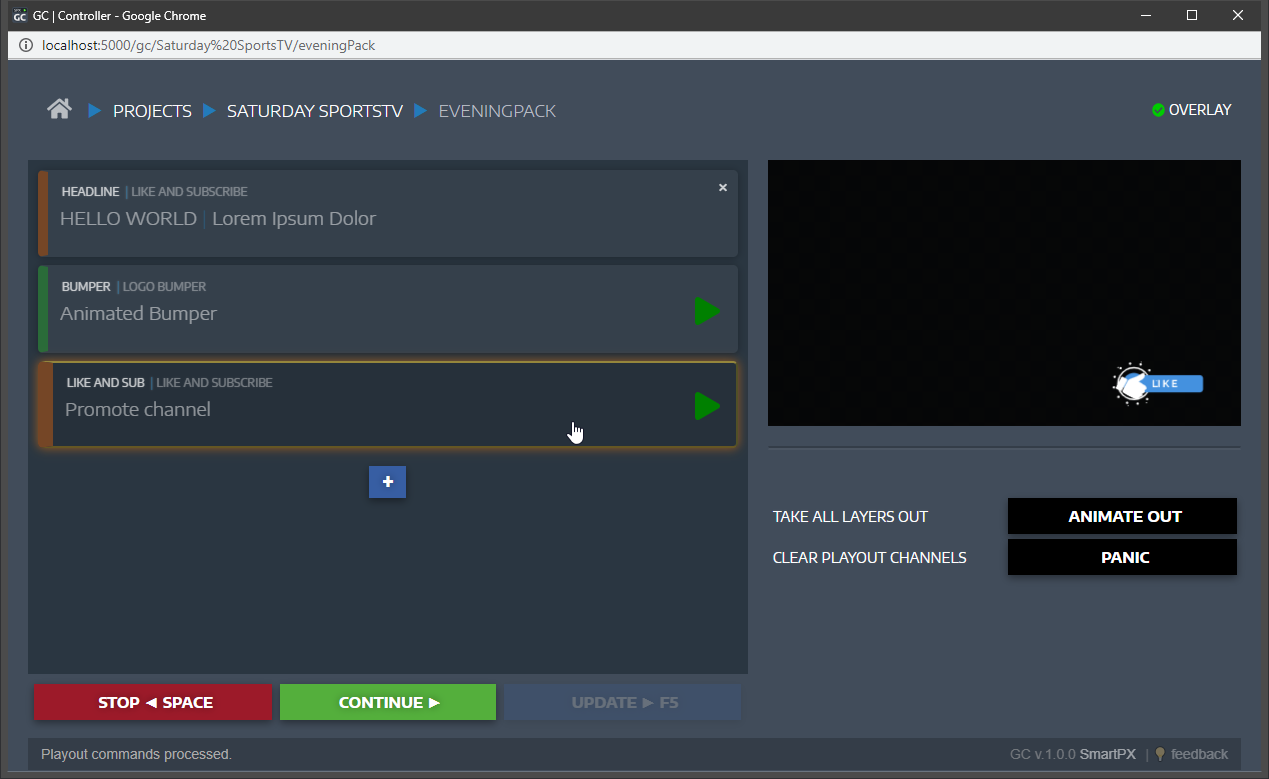 GC | Controller - Google Chrome
localhost:5000/gc/Saturday%20SportsTV/eveningPack
PROJECTS SATURDAY SPORTSTV EVENINGPACK
OVERLAY
HEADLINE | LIKE AND SUBSCRIBE
HELLO WORLD | Lorem Ipsum Dolor
BUMPER | LOGO BUMPER
Animated Bumper
LIKE AND SUB | LIKE AND SUBSCRIBE
Promote channel
LIKE
TAKE ALL LAYERS OUT ANIMATE OUT
CLEAR PLAYOUT CHANNELS PANIC
STOP ◄ SPACE CONTINUE ► UPDATE ► F5
Playout commands processed.
GC v.1.0.0 SmartPX | feedback